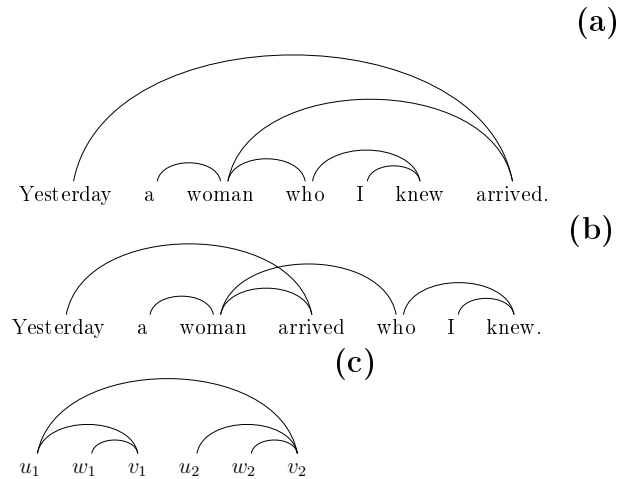 (a)
Yesterday a woman who I knew arrived.
(b)
Yesterday a woman arrived who I knew.
(c)
u₁ w₁ v₁ u₂ w₂ v₂